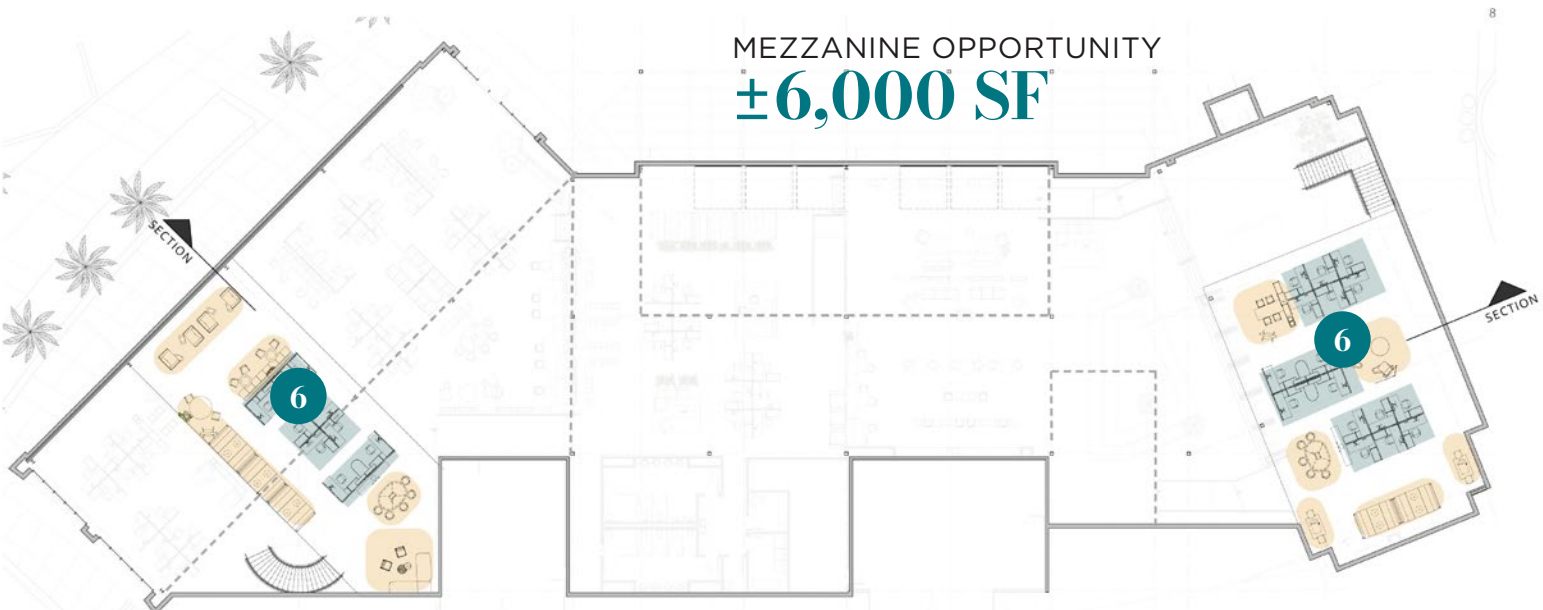 8
MEZZANINE OPPORTUNITY
±6,000 SF
SECTION
SECTION
6
6